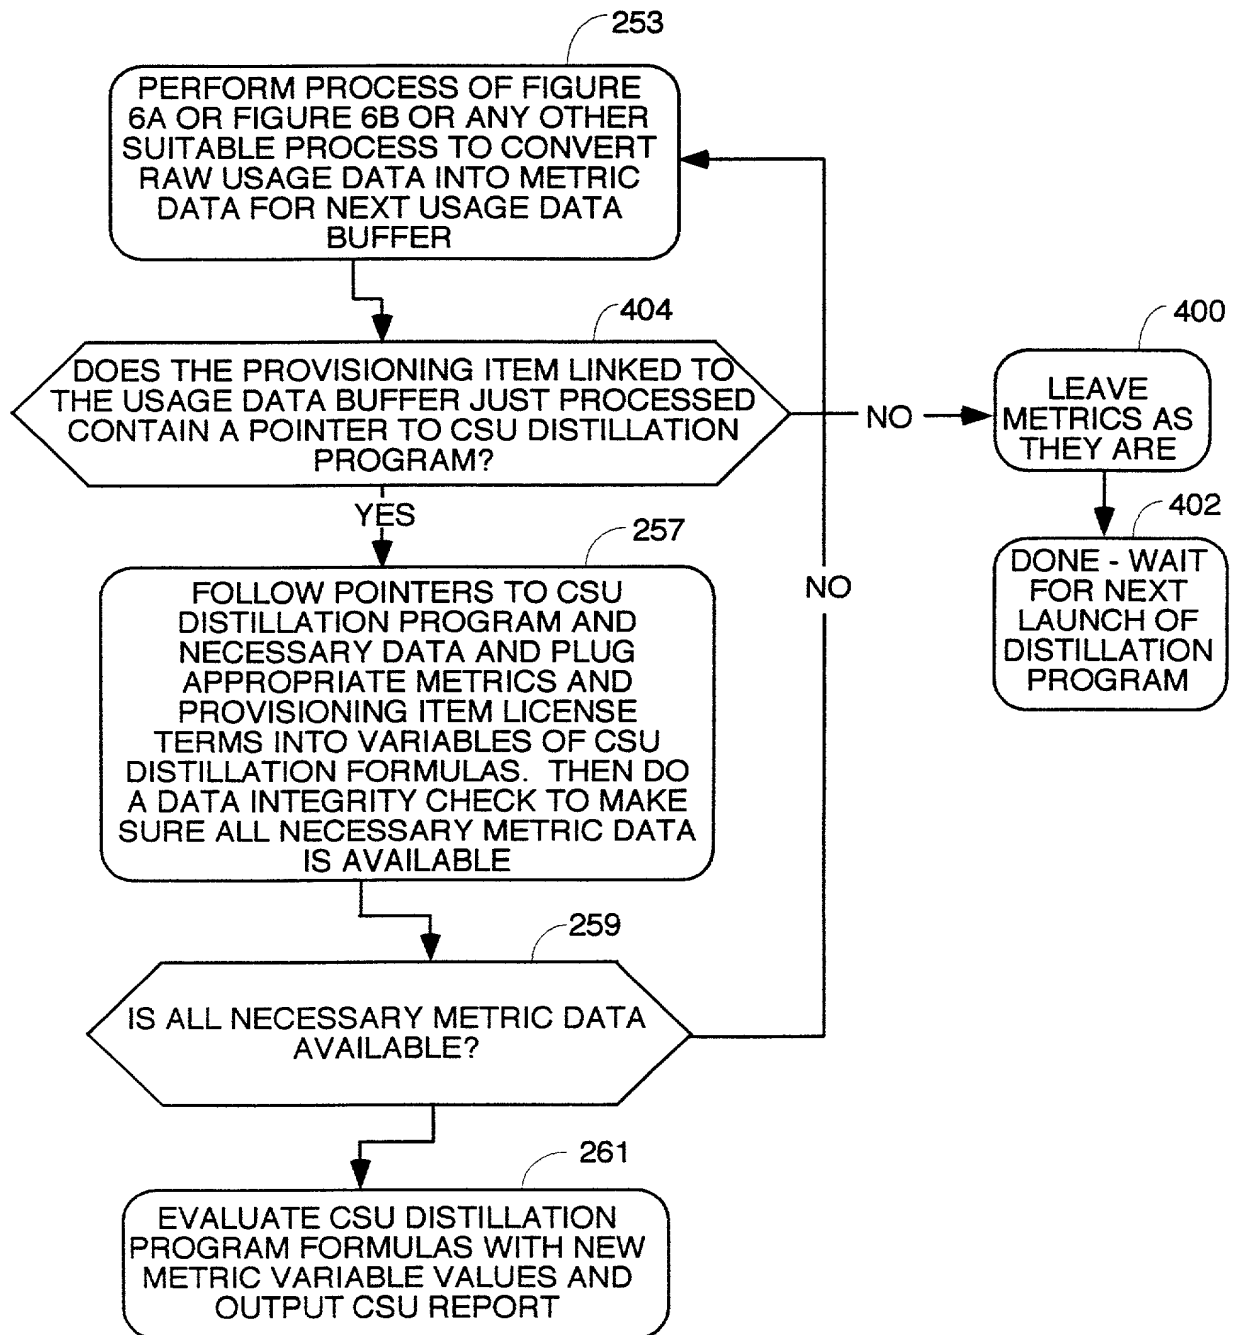 253
PERFORM PROCESS OF FIGURE
6A OR FIGURE 6B OR ANY OTHER
SUITABLE PROCESS TO CONVERT
RAW USAGE DATA INTO METRIC
DATA FOR NEXT USAGE DATA
BUFFER
404
DOES THE PROVISIONING ITEM LINKED TO
THE USAGE DATA BUFFER JUST PROCESSED
CONTAIN A POINTER TO CSU DISTILLATION
PROGRAM?
NO
400
LEAVE
METRICS AS
THEY ARE
402
DONE - WAIT
FOR NEXT
LAUNCH OF
DISTILLATION
PROGRAM
YES
257
FOLLOW POINTERS TO CSU
DISTILLATION PROGRAM AND
NECESSARY DATA AND PLUG
APPROPRIATE METRICS AND
PROVISIONING ITEM LICENSE
TERMS INTO VARIABLES OF CSU
DISTILLATION FORMULAS. THEN DO
A DATA INTEGRITY CHECK TO MAKE
SURE ALL NECESSARY METRIC DATA
IS AVAILABLE
NO
259
IS ALL NECESSARY METRIC DATA
AVAILABLE?
261
EVALUATE CSU DISTILLATION
PROGRAM FORMULAS WITH NEW
METRIC VARIABLE VALUES AND
OUTPUT CSU REPORT